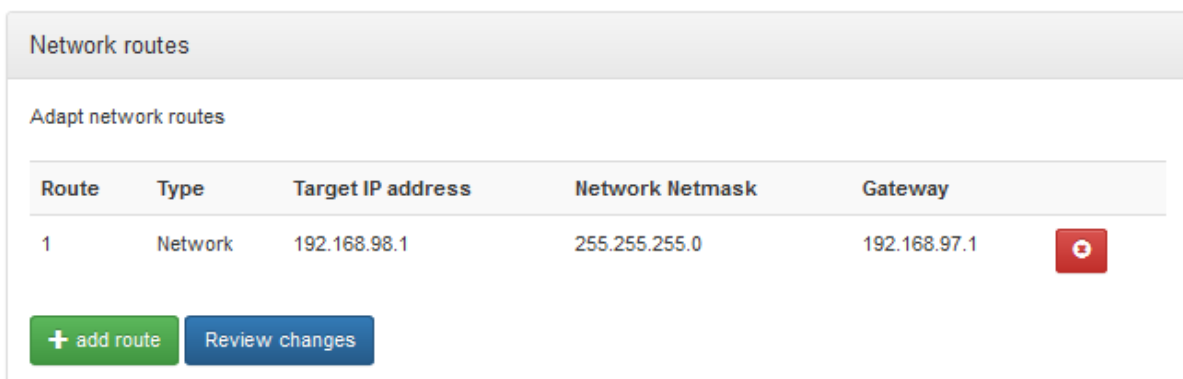 Network routes
Adapt network routes
Route Type Target IP address Network Netmask Gateway
1 Network 192.168.98.1 255.255.255.0 192.168.97.1
add route Review changes